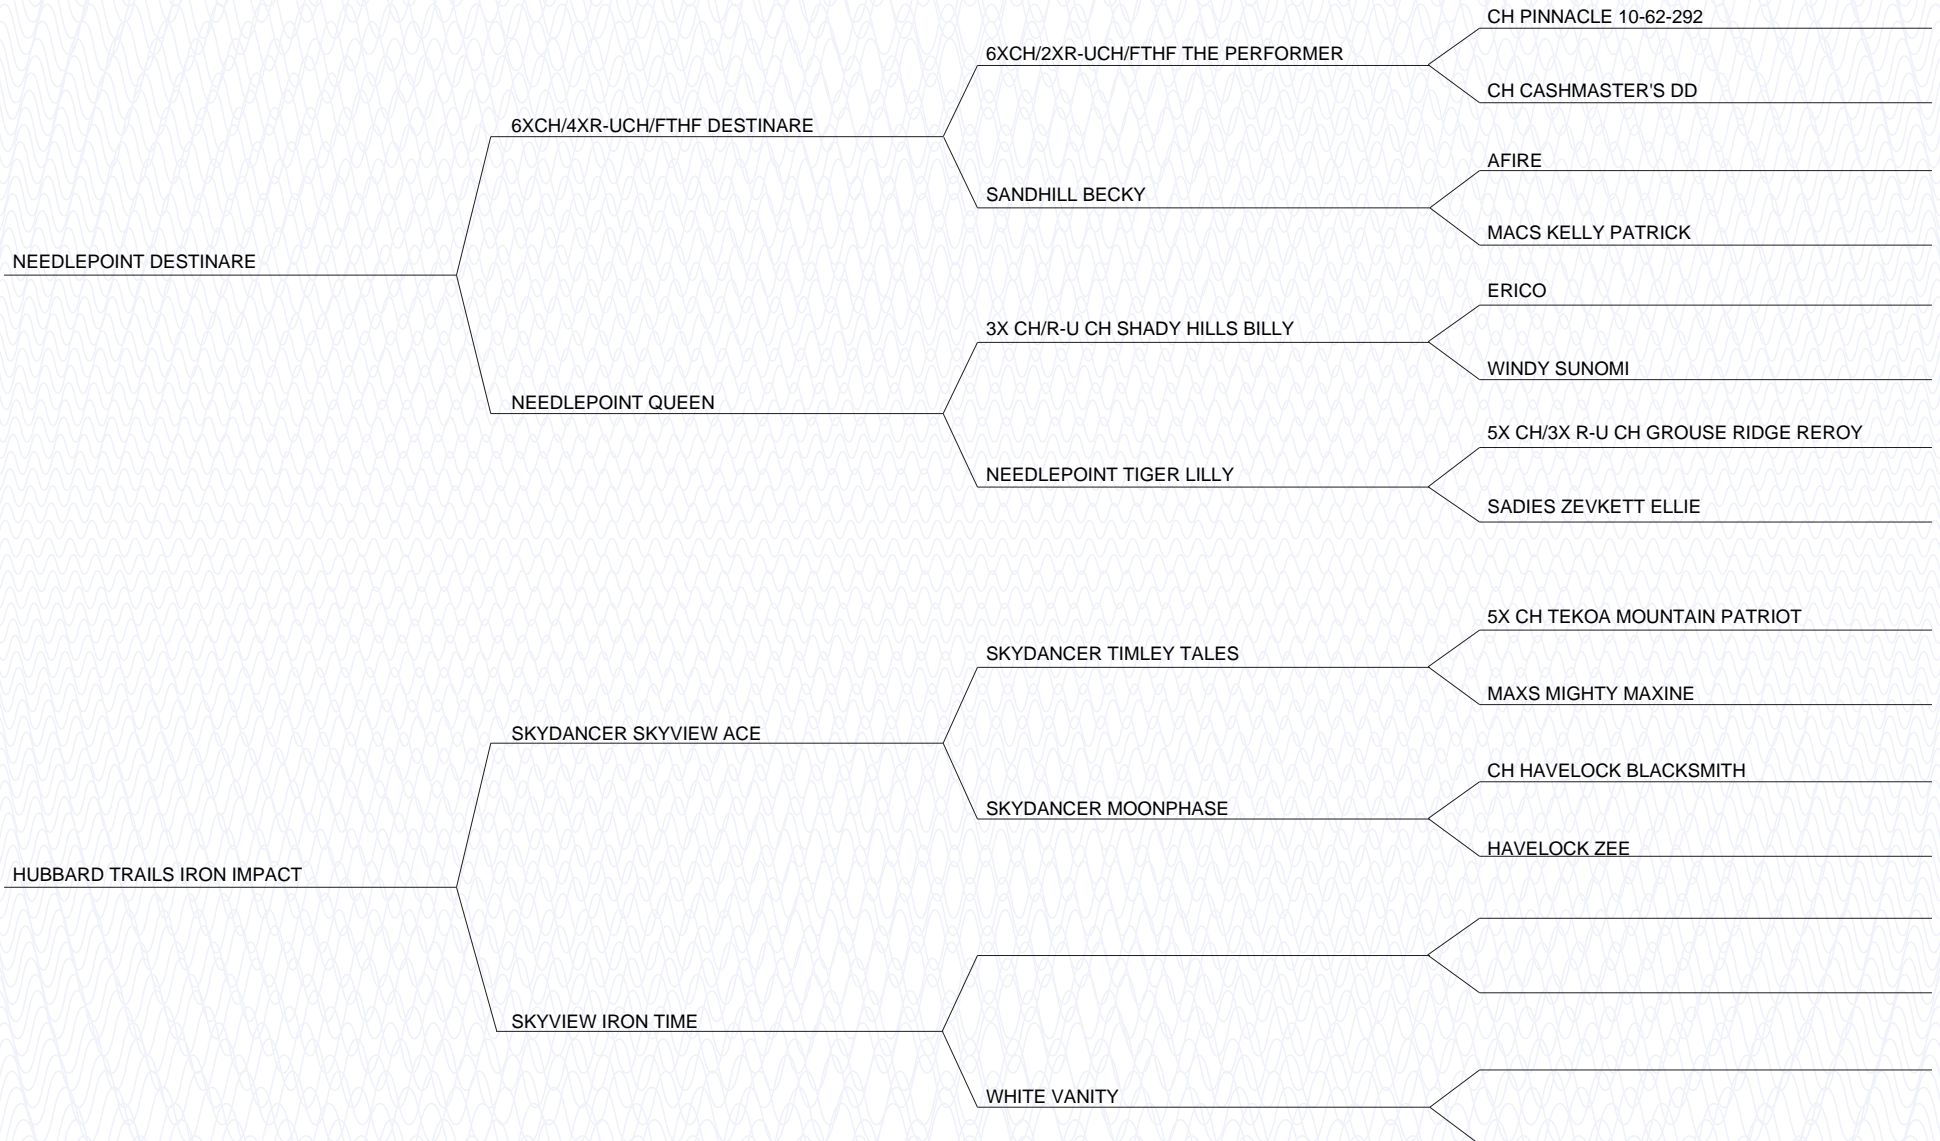 CH PINNACLE 10-62-292
6XCH/2XR-UCH/FTHF THE PERFORMER
CH CASHMASTER'S DD
6XCH/4XR-UCH/FTHF DESTINARE
AFIRE
SANDHILL BECKY
MACS KELLY PATRICK
NEEDLEPOINT DESTINARE
ERICO
3X CH/R-U CH SHADY HILLS BILLY
WINDY SUNOMI
NEEDLEPOINT QUEEN
5X CH/3X R-U CH GROUSE RIDGE REROY
NEEDLEPOINT TIGER LILLY
SADIES ZEVKETT ELLIE
5X CH TEKOA MOUNTAIN PATRIOT
SKYDANCER TIMLEY TALES
MAXS MIGHTY MAXINE
SKYDANCER SKYVIEW ACE
CH HAVELOCK BLACKSMITH
SKYDANCER MOONPHASE
HAVELOCK ZEE
HUBBARD TRAILS IRON IMPACT
SKYVIEW IRON TIME
WHITE VANITY